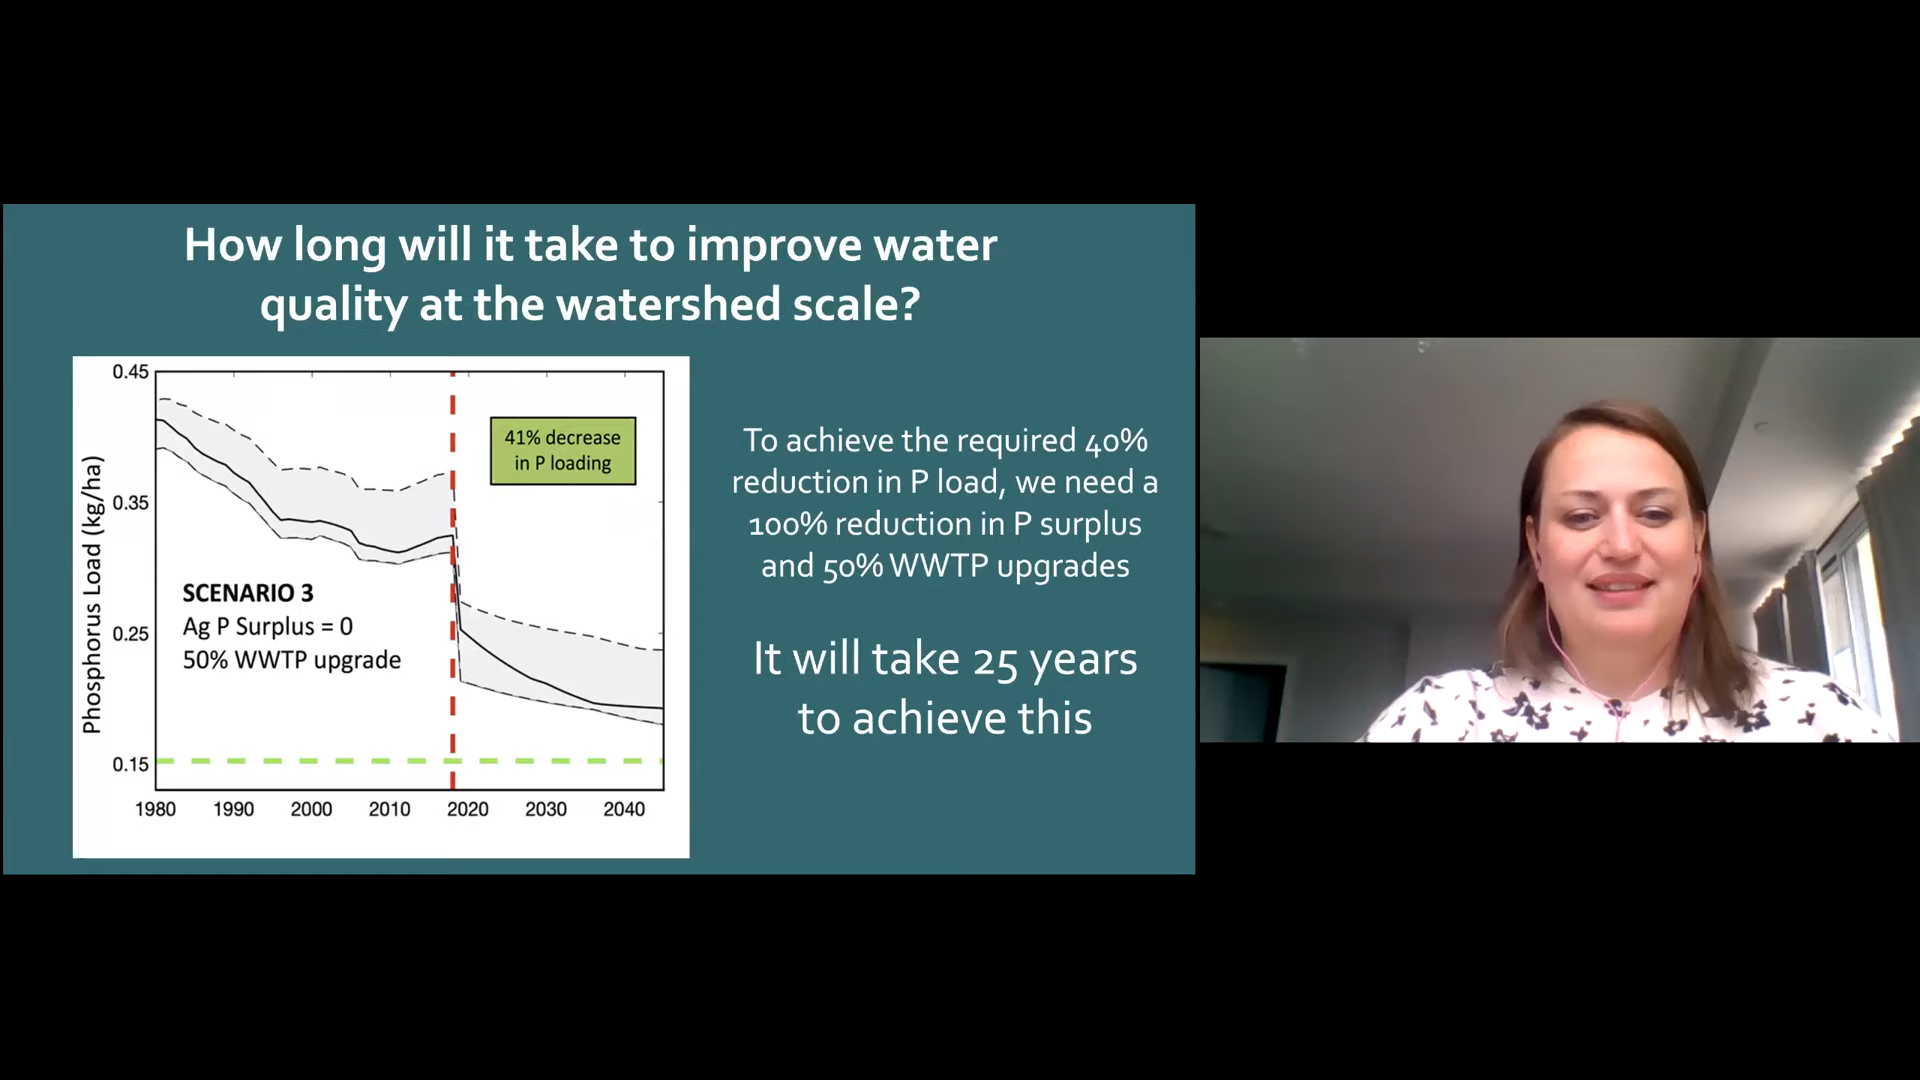 How long will it take to improve water
quality at the watershed scale?
Phosphorus Load (kg/ha)
0.45
0.35
0.25
0.15
1980
1990
2000
2010
2020
2030
2040
41% decrease
in P loading
SCENARIO 3
Ag P Surplus = 0
50% WWTP upgrade
To achieve the required 40%
reduction in P load, we need a
100% reduction in P surplus
and 50% WWTP upgrades
It will take 25 years
to achieve this